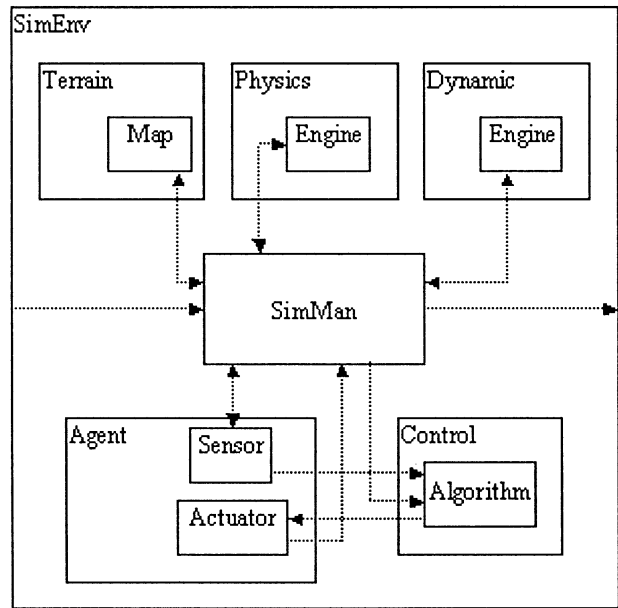 SimEnv
Terrain
Physics
Dynamic
Map
Engine
Engine
SimMan
Agent
Sensor
Control
Algorithm
Actuator